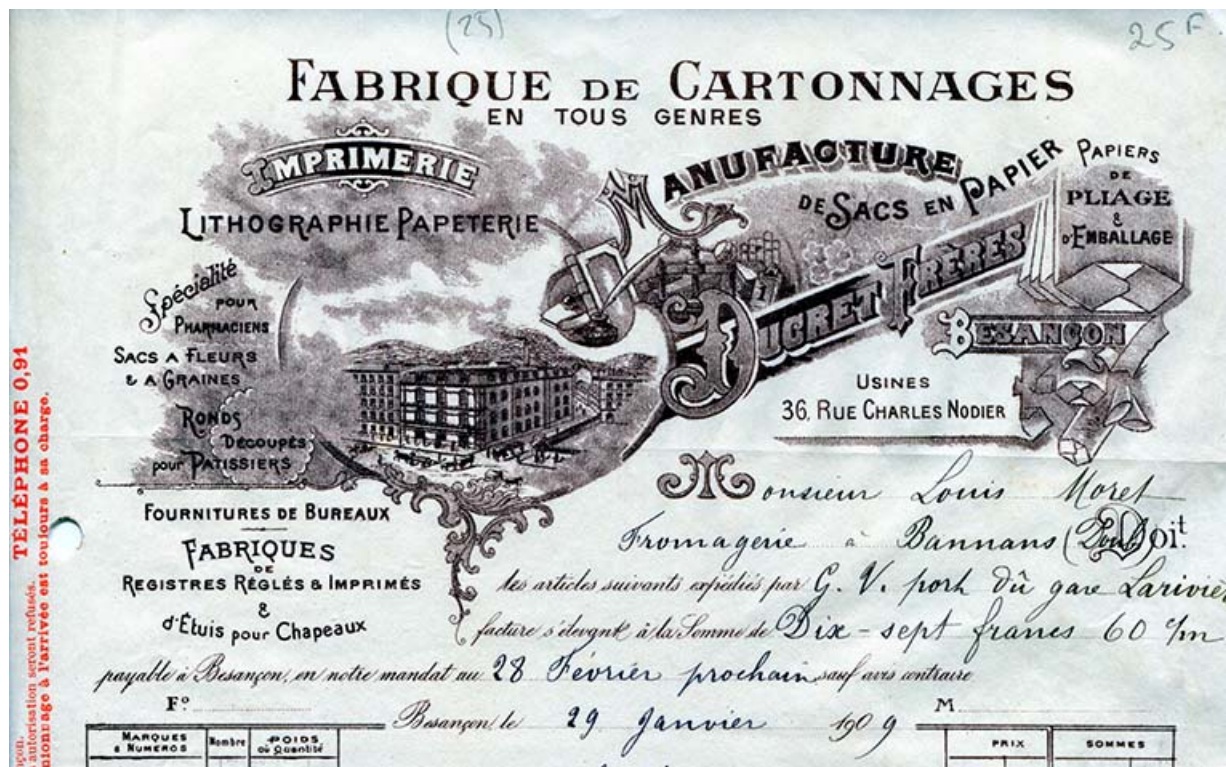 (25)
25 F.
FABRIQUE DE CARTONNAGES
EN TOUS GENRES
IMPRIMERIE
LITHOGRAPHIE PAPETERIE
MANUFACTURE
DE SACS EN PAPIER
PAPIERS
DE
PLIAGE
&
D'EMBALLAGE
DUCRET FRÈRES
BESANÇON
USINES
36, RUE CHARLES NODIER
Spécialité
POUR
PHARMACIENS
SACS A FLEURS
& A GRAINES
RONDS
DÉCOUPÉS
pour PATISSIERS
FOURNITURES DE BUREAUX
FABRIQUES
DE
REGISTRES RÉGLÉS & IMPRIMÉS
&
d'Étuis pour Chapeaux
TÉLÉPHONE 0,91
autorisation seront refusés.
à l'arrivée est toujours à sa charge.
Monsieur Louis Moret
Fromagerie à Bannans (Doubs) Doit.
les articles suivants expédiés par G. V. port dû gare Larivière
facture s'élevant à la Somme de Dix-sept francs 60 c/m
payable à Besançon, en notre mandat au 28 Février prochain sauf avis contraire
Fº M
Besançon, le 29 Janvier 1909
MARQUES & NUMÉROS
Nombre
POIDS ou Quantité
PRIX
SOMMES